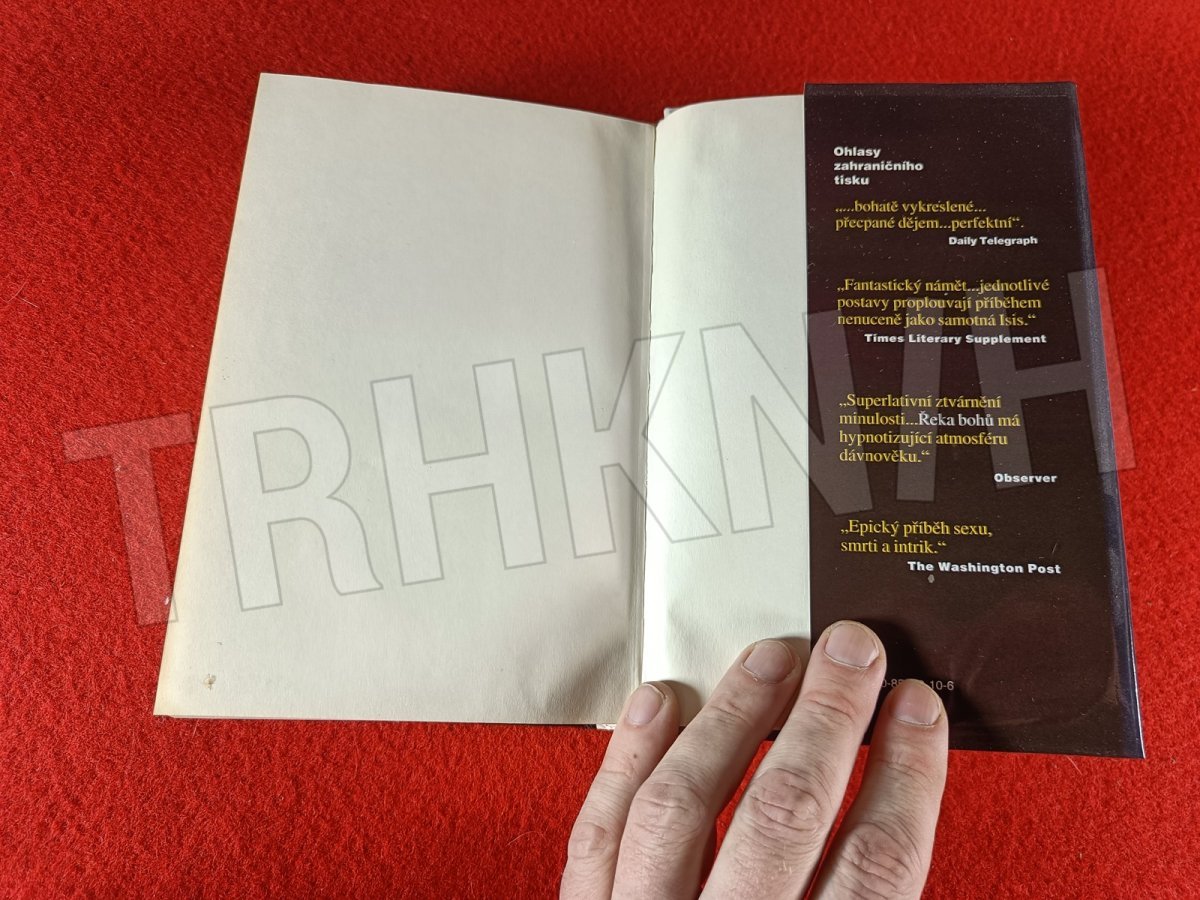 Ohlasy
zahraničního
tisku
„...bohatě vykreslené...
přecpané dějem...perfektní“.
Daily Telegraph
„Fantastický námět...jednotlivé
postavy proplouvají příběhem
nenuceně jako samotná Isis.“
Times Literary Supplement
„Superlativní ztvárnění
minulosti...Řeka bohů má
hypnotizující atmosféru
dávnověku.“
Observer
„Epický příběh sexu,
smrti a intrik.“
The Washington Post
TRHKNIH